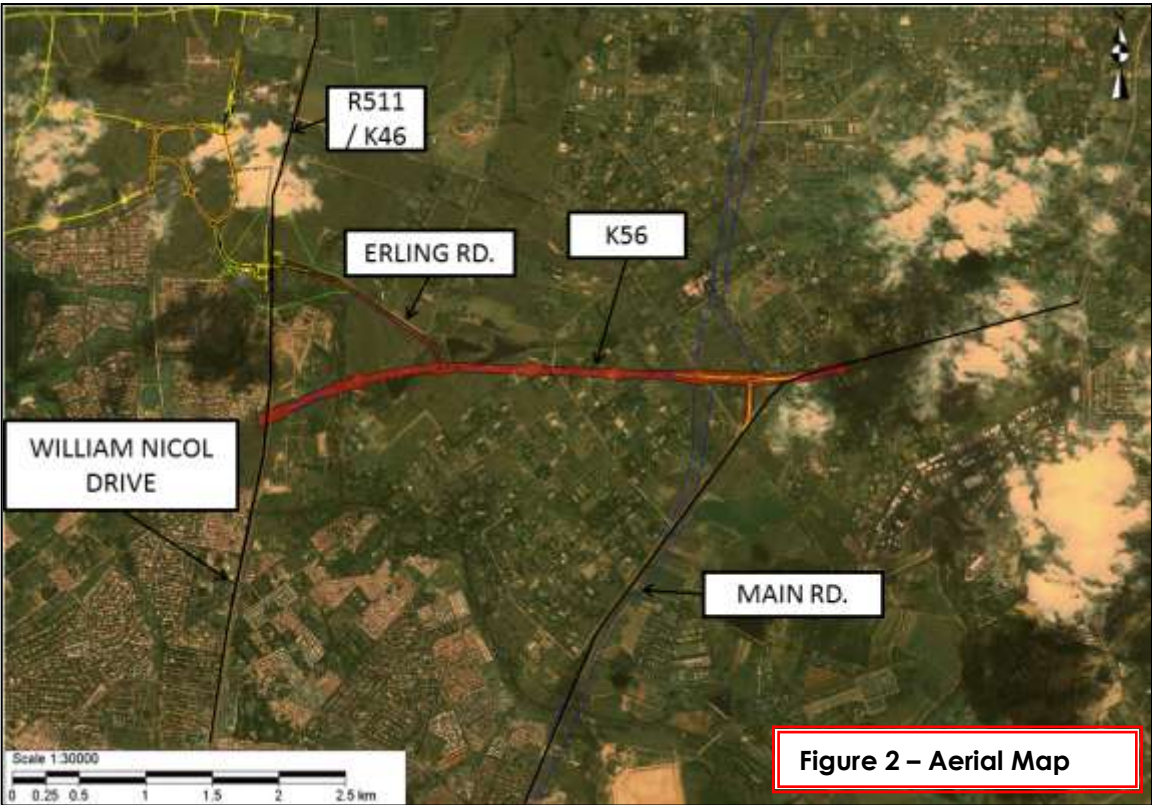 R511
/ K46
K56
ERLING RD.
WILLIAM NICOL
DRIVE
MAIN RD.
Scale 1:30000
0 0.25 0.5 1 1.5 2 2.5 km
Figure 2 – Aerial Map